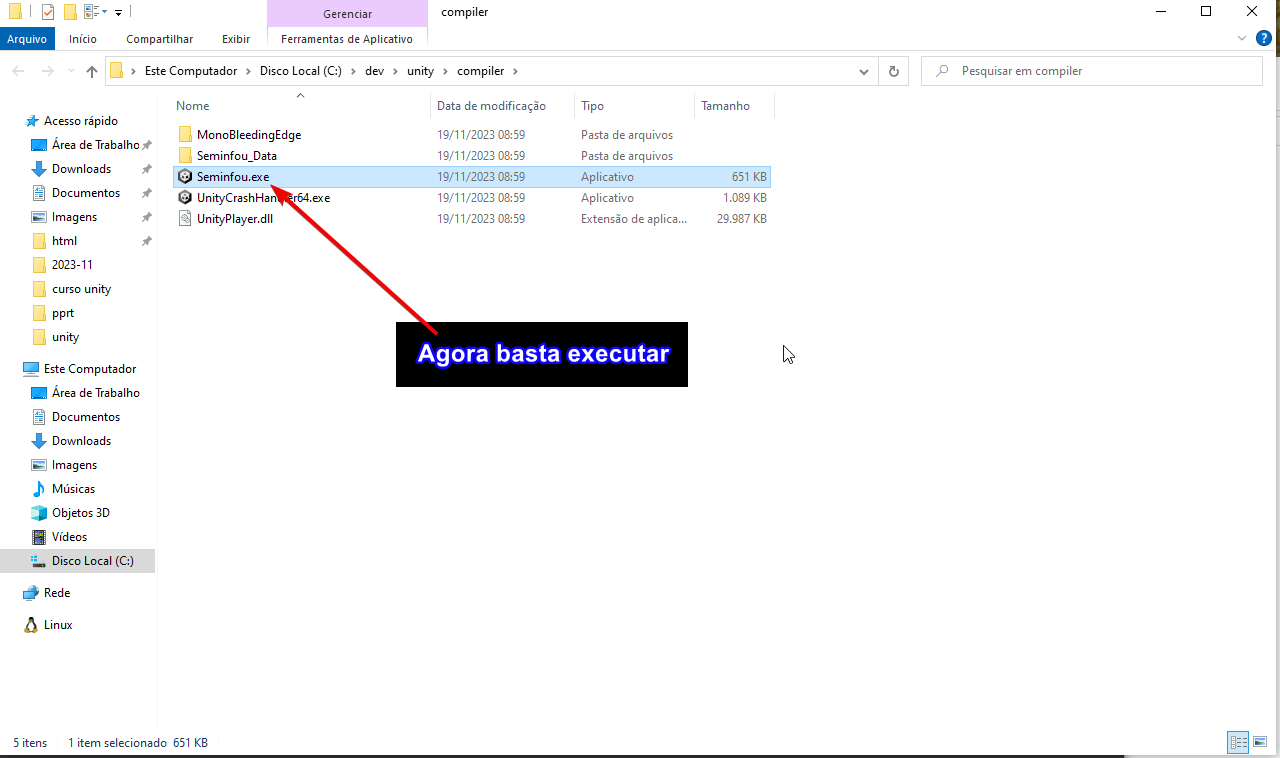 Gerenciar
compiler
Arquivo Início Compartilhar Exibir Ferramentas de Aplicativo
Este Computador Disco Local (C:) dev unity compiler
Pesquisar em compiler
Nome Data de modificação Tipo Tamanho
MonoBleedingEdge 19/11/2023 08:59 Pasta de arquivos
Seminfou_Data 19/11/2023 08:59 Pasta de arquivos
Seminfou.exe 19/11/2023 08:59 Aplicativo 651 KB
UnityCrashHandler64.exe 19/11/2023 08:59 Aplicativo 1.089 KB
UnityPlayer.dll 19/11/2023 08:59 Extensão de aplica... 29.987 KB
Acesso rápido
Área de Trabalho
Downloads
Documentos
Imagens
html
2023-11
curso unity
pprt
unity
Este Computador
Área de Trabalho
Documentos
Downloads
Imagens
Músicas
Objetos 3D
Vídeos
Disco Local (C:)
Rede
Linux
Agora basta executar
5 itens 1 item selecionado 651 KB